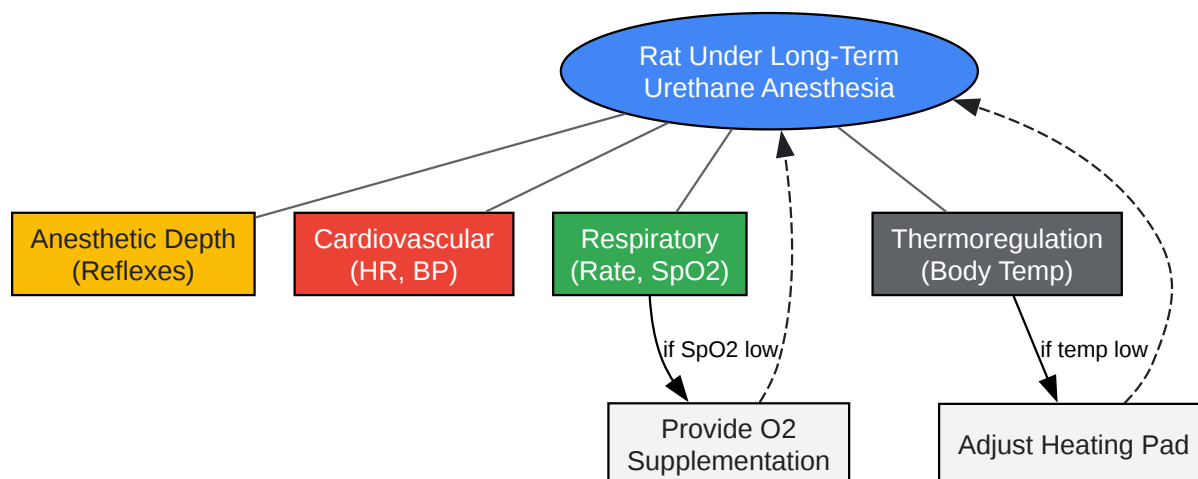 Rat Under Long-Term
Urethane Anesthesia
Anesthetic Depth
(Reflexes)
Cardiovascular
(HR, BP)
Respiratory
(Rate, SpO2)
Thermoregulation
(Body Temp)
if SpO2 low
if temp low
Provide O2
Supplementation
Adjust Heating Pad